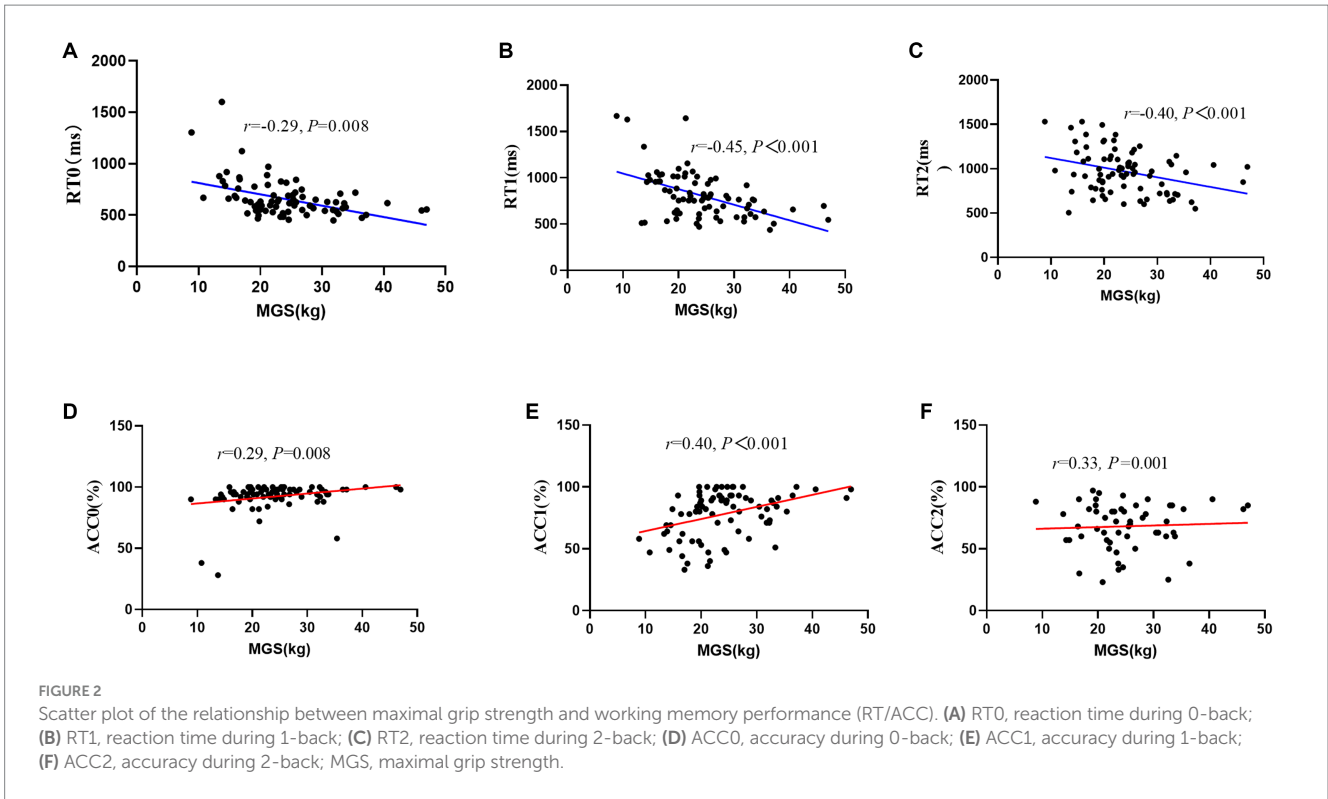 A
2000
1500
1000
500
0
RT0 (ms)
r=-0.29, P=0.008
0 10 20 30 40 50
MGS(kg)
B
2000
1500
1000
500
0
RT1(ms)
r=-0.45, P<0.001
0 10 20 30 40 50
MGS(kg)
C
2000
1500
1000
500
0
RT2(ms
)
r=-0.40, P<0.001
0 10 20 30 40 50
MGS(kg)
D
150
100
50
0
ACC0(%)
r=0.29, P=0.008
0 10 20 30 40 50
MGS(kg)
E
150
100
50
0
ACC1(%)
r=0.40, P<0.001
0 10 20 30 40 50
MGS(kg)
F
150
100
50
0
ACC2(%)
r=0.33, P=0.001
0 10 20 30 40 50
MGS(kg)
FIGURE 2
Scatter plot of the relationship between maximal grip strength and working memory performance (RT/ACC). (A) RT0, reaction time during 0-back;
(B) RT1, reaction time during 1-back; (C) RT2, reaction time during 2-back; (D) ACC0, accuracy during 0-back; (E) ACC1, accuracy during 1-back;
(F) ACC2, accuracy during 2-back; MGS, maximal grip strength.